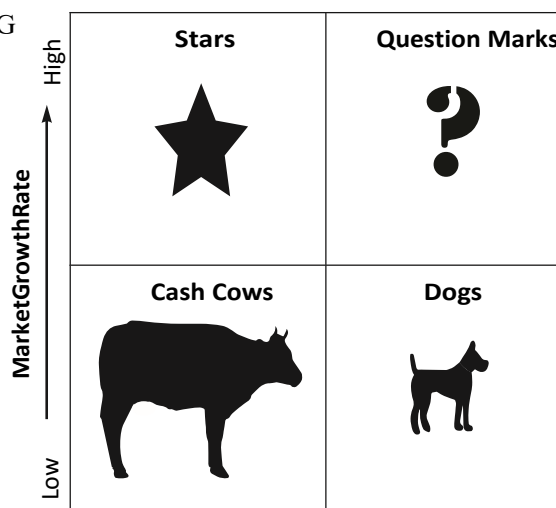 G
Stars
Question Marks
High
MarketGrowthRate
Cash Cows
Dogs
Low